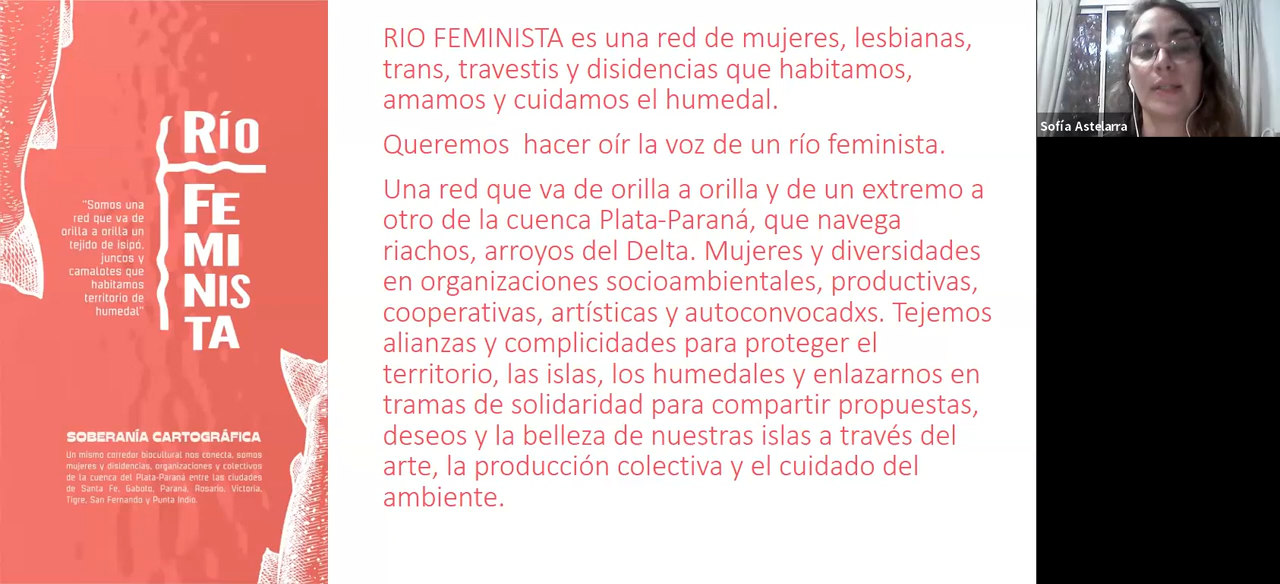 Río
FE
MI
NIS
TA
"Somos una
red que va de
orilla a orilla un
tejido de isipó,
juncos y
camalotes que
habitamos
territorio de
humedal"
SOBERANÍA CARTOGRÁFICA
Un mismo corredor biocultural nos conecta, somos
mujeres y disidencias, organizaciones y colectivos
de la cuenca del Plata-Paraná entre las ciudades
de Santa Fe, Gaboto, Paraná, Rosario, Victoria,
Tigre, San Fernando y Punta Indio.
RIO FEMINISTA es una red de mujeres, lesbianas,
trans, travestis y disidencias que habitamos,
amamos y cuidamos el humedal.
Queremos  hacer oír la voz de un río feminista.
Una red que va de orilla a orilla y de un extremo a
otro de la cuenca Plata-Paraná, que navega
riachos, arroyos del Delta. Mujeres y diversidades
en organizaciones socioambientales, productivas,
cooperativas, artísticas y autoconvocadxs. Tejemos
alianzas y complicidades para proteger el
territorio, las islas, los humedales y enlazarnos en
tramas de solidaridad para compartir propuestas,
deseos y la belleza de nuestras islas a través del
arte, la producción colectiva y el cuidado del
ambiente.
Sofía Astelarra